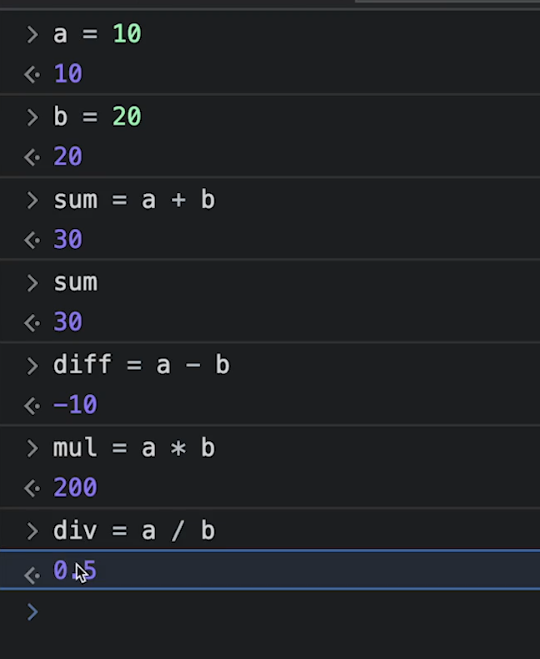 > a = 10
<· 10
> b = 20
<· 20
> sum = a + b
<· 30
> sum
<· 30
> diff = a - b
<· -10
> mul = a * b
<· 200
> div = a / b
<· 0.5
>